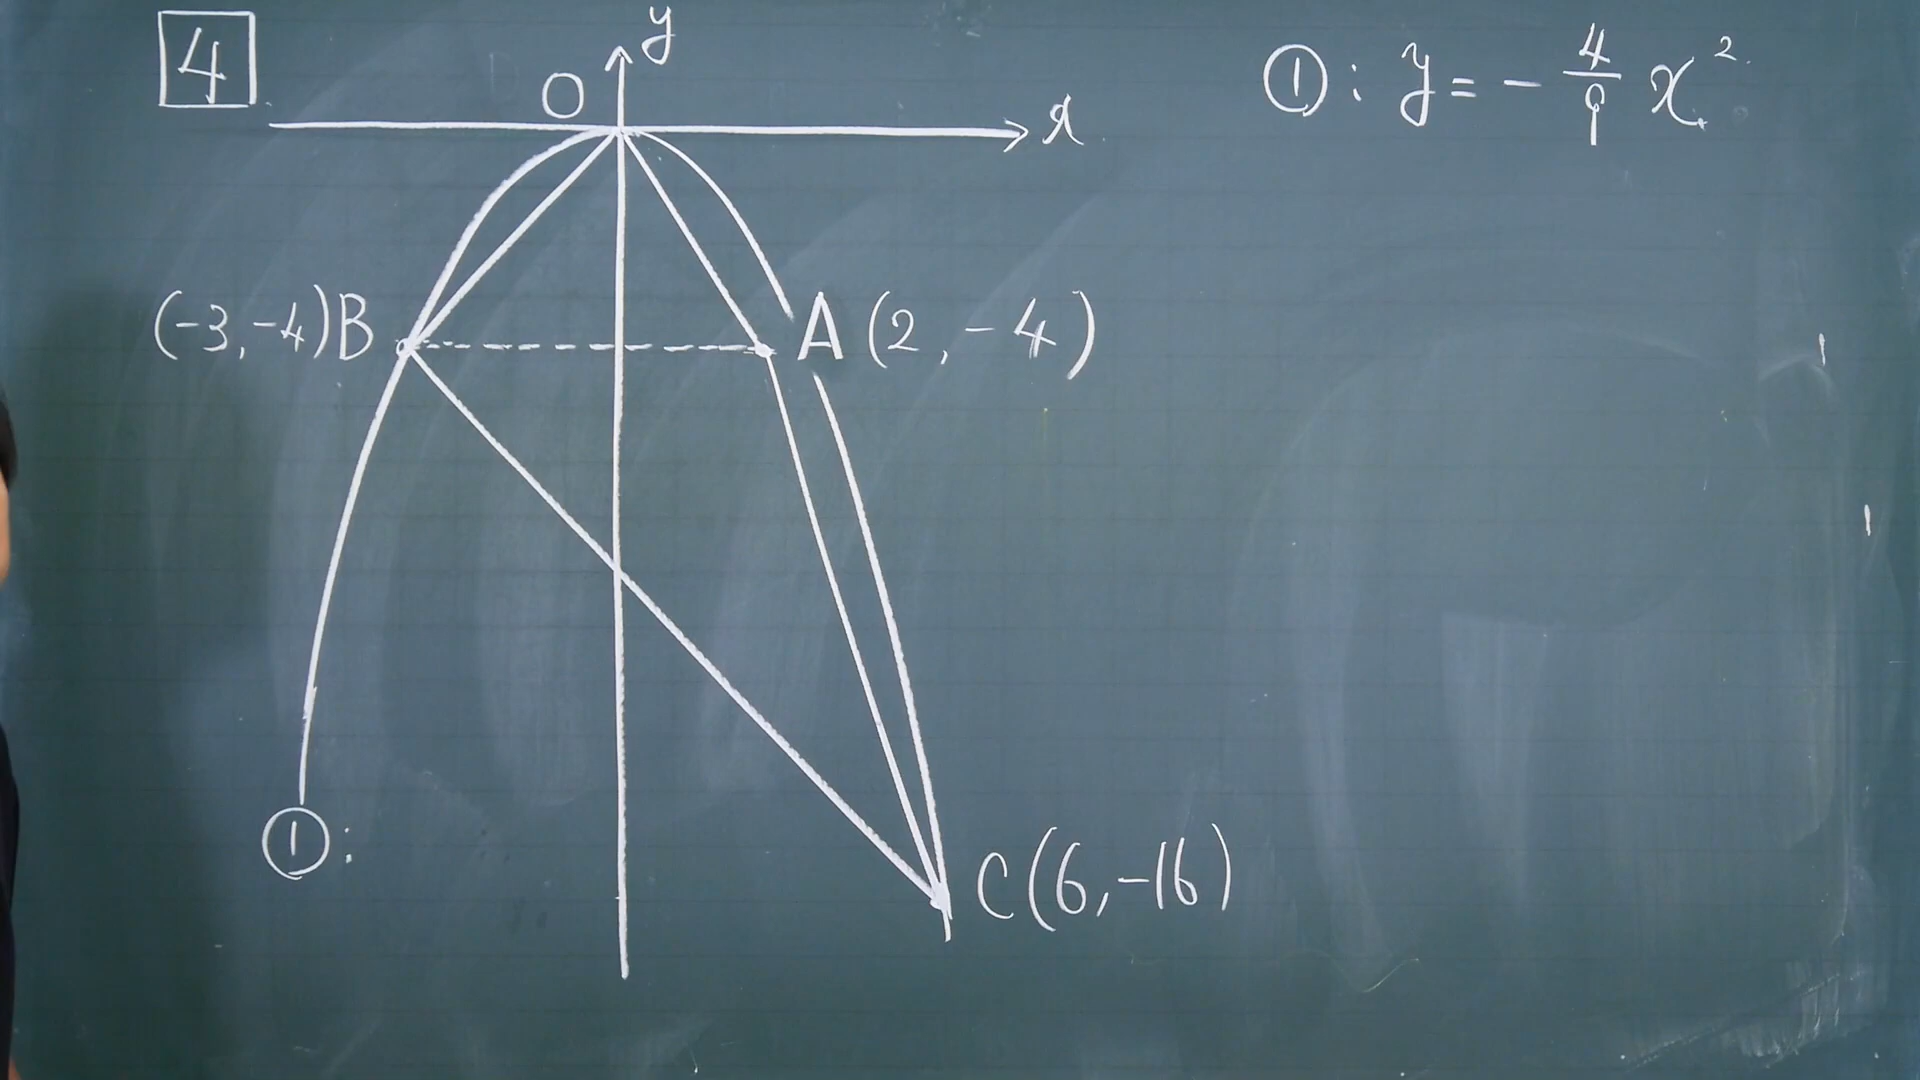 4
y
O
x
①: y = - 4/9 x²
(-3, -4) B
A (2, -4)
①:
C (6, -16)